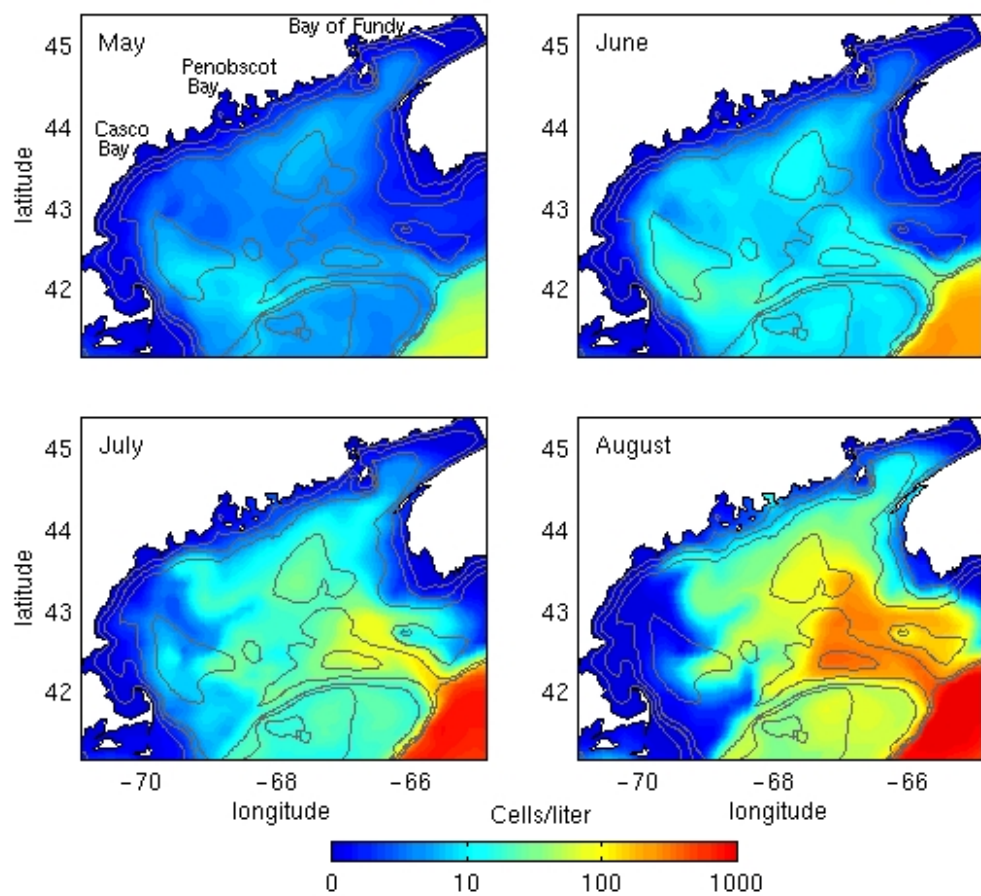 May
Bay of Fundy
Penobscot
Bay
Casco
Bay
45
44
43
42
latitude
June
45
44
43
42
July
45
44
43
42
latitude
-70
-68
-66
longitude
August
45
44
43
42
-70
-68
-66
longitude
Cells/liter
0
10
100
1000